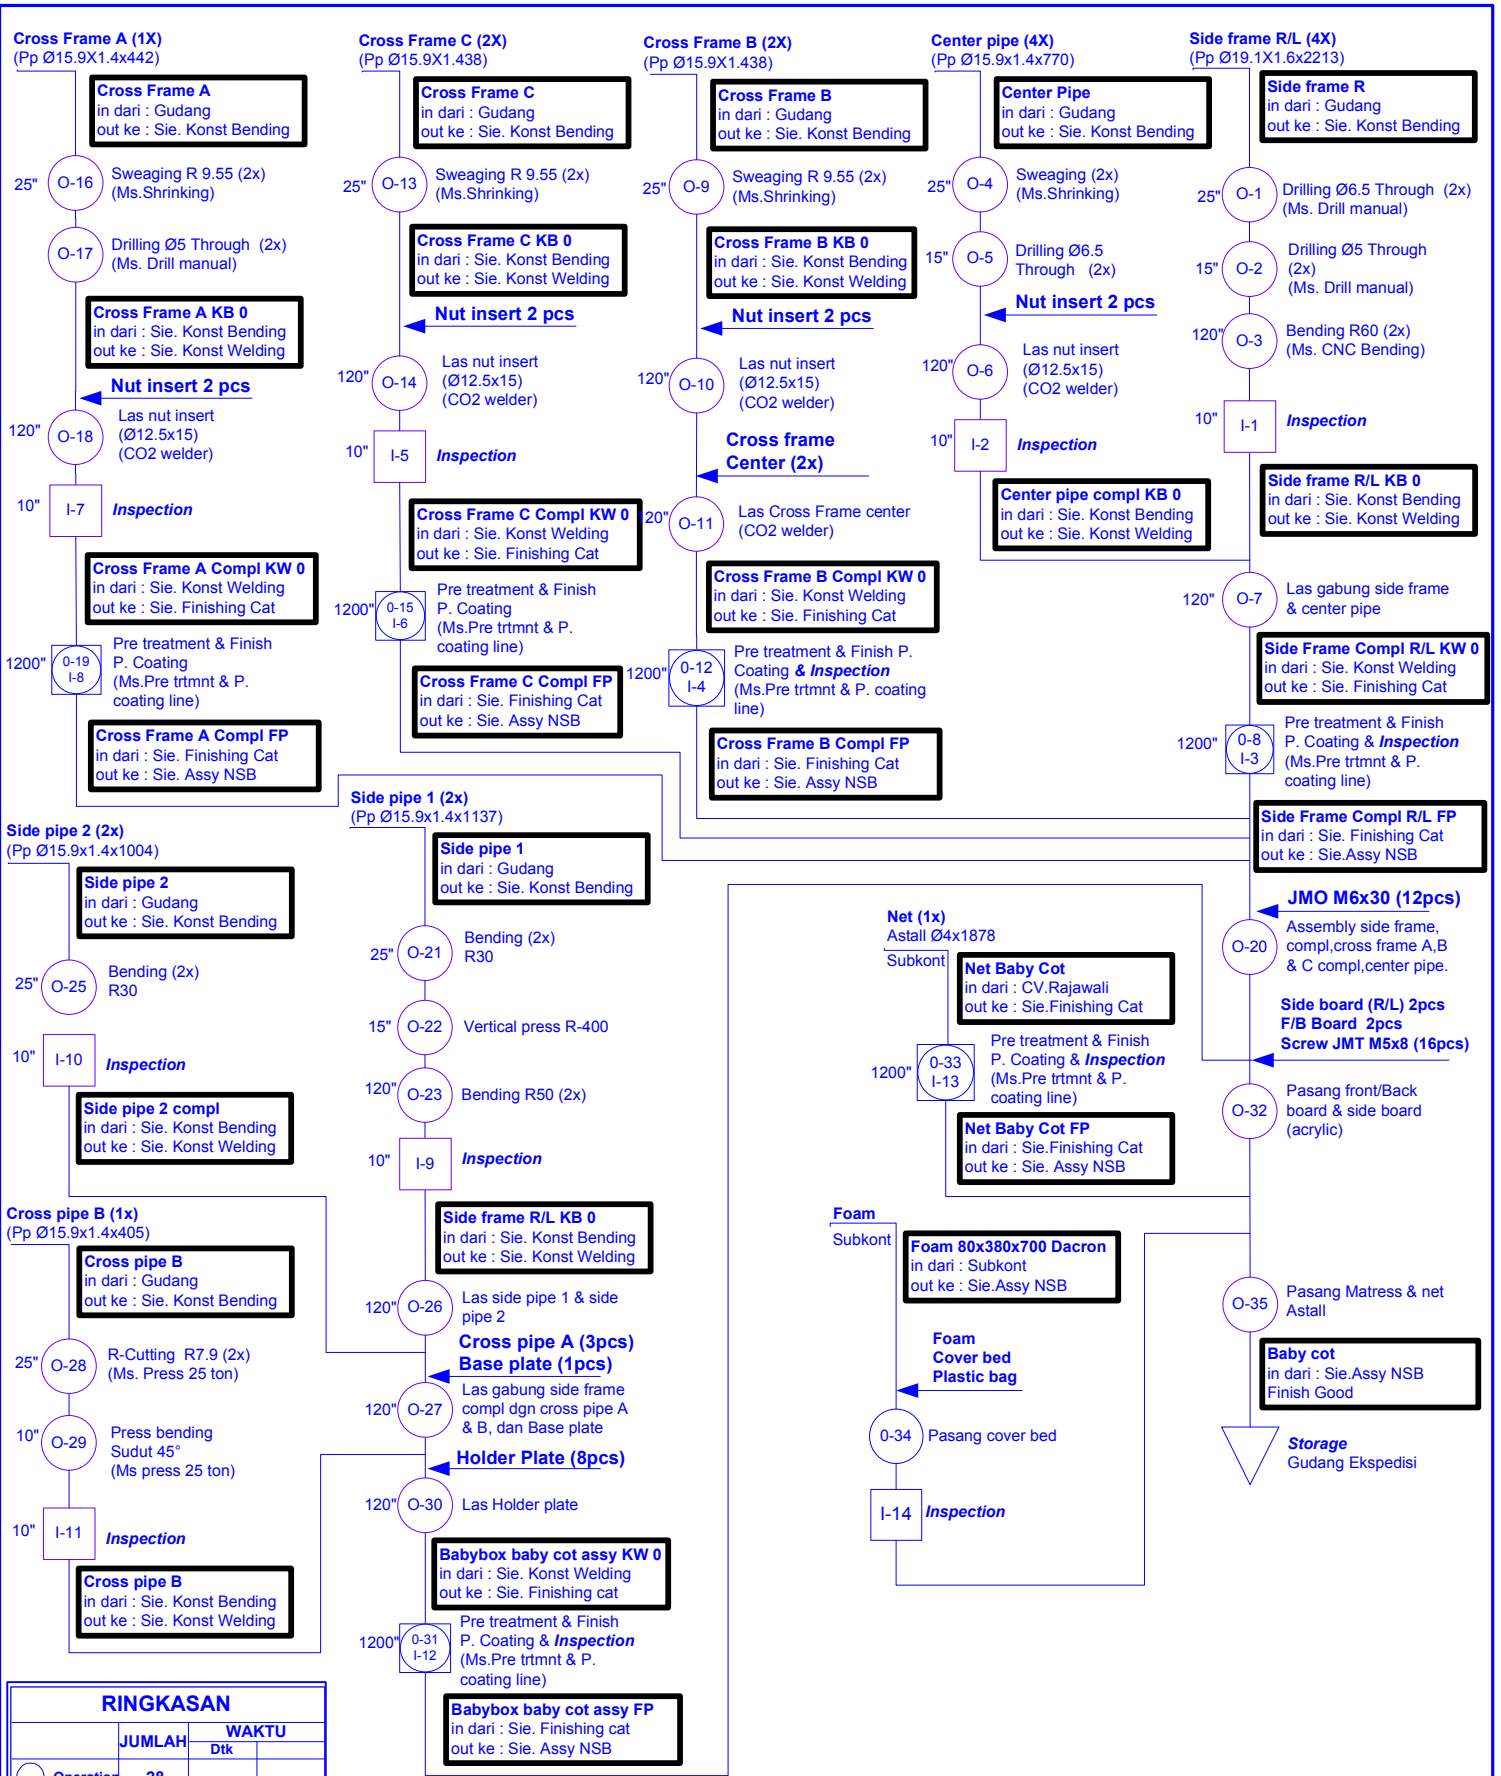 Cross Frame A (1X)
(Pp Ø15.9X1.4x442)
Cross Frame A
in dari : Gudang
out ke : Sie. Konst Bending
25"
O-16
Sweaging R 9.55 (2x)
(Ms.Shrinking)
O-17
Drilling Ø5 Through (2x)
(Ms. Drill manual)
Cross Frame A KB 0
in dari : Sie. Konst Bending
out ke : Sie. Konst Welding
Nut insert 2 pcs
120"
O-18
Las nut insert
(Ø12.5x15)
(CO2 welder)
10"
I-7
Inspection
Cross Frame A Compl KW 0
in dari : Sie. Konst Welding
out ke : Sie. Finishing Cat
1200"
0-19
I-8
Pre treatment & Finish
P. Coating
(Ms.Pre trtmnt & P.
coating line)
Cross Frame A Compl FP
in dari : Sie. Finishing Cat
out ke : Sie. Assy NSB
Cross Frame C (2X)
(Pp Ø15.9X1.438)
Cross Frame C
in dari : Gudang
out ke : Sie. Konst Bending
25"
O-13
Sweaging R 9.55 (2x)
(Ms.Shrinking)
Cross Frame C KB 0
in dari : Sie. Konst Bending
out ke : Sie. Konst Welding
Nut insert 2 pcs
120"
O-14
Las nut insert
(Ø12.5x15)
(CO2 welder)
10"
I-5
Inspection
Cross Frame C Compl KW 0
in dari : Sie. Konst Welding
out ke : Sie. Finishing Cat
1200"
0-15
I-6
Pre treatment & Finish
P. Coating
(Ms.Pre trtmnt & P.
coating line)
Cross Frame C Compl FP
in dari : Sie. Finishing Cat
out ke : Sie. Assy NSB
Cross Frame B (2X)
(Pp Ø15.9X1.438)
Cross Frame B
in dari : Gudang
out ke : Sie. Konst Bending
25"
O-9
Sweaging R 9.55 (2x)
(Ms.Shrinking)
Cross Frame B KB 0
in dari : Sie. Konst Bending
out ke : Sie. Konst Welding
Nut insert 2 pcs
120"
O-10
Las nut insert
(Ø12.5x15)
(CO2 welder)
Cross frame
Center (2x)
20"
O-11
Las Cross Frame center
(CO2 welder)
Cross Frame B Compl KW 0
in dari : Sie. Konst Welding
out ke : Sie. Finishing Cat
1200"
0-12
I-4
Pre treatment & Finish P.
Coating & Inspection
(Ms.Pre trtmnt & P. coating
line)
Cross Frame B Compl FP
in dari : Sie. Finishing Cat
out ke : Sie. Assy NSB
Center pipe (4X)
(Pp Ø15.9x1.4x770)
Center Pipe
in dari : Gudang
out ke : Sie. Konst Bending
25"
O-4
Sweaging (2x)
(Ms.Shrinking)
15"
O-5
Drilling Ø6.5
Through (2x)
Nut insert 2 pcs
120"
O-6
Las nut insert
(Ø12.5x15)
(CO2 welder)
10"
I-2
Inspection
Center pipe compl KB 0
in dari : Sie. Konst Bending
out ke : Sie. Konst Welding
Side frame R/L (4X)
(Pp Ø19.1X1.6x2213)
Side frame R
in dari : Gudang
out ke : Sie. Konst Bending
25"
O-1
Drilling Ø6.5 Through (2x)
(Ms. Drill manual)
15"
O-2
Drilling Ø5 Through
(2x)
(Ms. Drill manual)
120"
O-3
Bending R60 (2x)
(Ms. CNC Bending)
10"
I-1
Inspection
Side frame R/L KB 0
in dari : Sie. Konst Bending
out ke : Sie. Konst Welding
120"
O-7
Las gabung side frame
& center pipe
Side Frame Compl R/L KW 0
in dari : Sie. Konst Welding
out ke : Sie. Finishing Cat
1200"
0-8
I-3
Pre treatment & Finish
P. Coating & Inspection
(Ms.Pre trtmnt & P.
coating line)
Side Frame Compl R/L FP
in dari : Sie. Finishing Cat
out ke : Sie.Assy NSB
JMO M6x30 (12pcs)
O-20
Assembly side frame,
compl,cross frame A,B
& C compl,center pipe.
Side board (R/L) 2pcs
F/B Board 2pcs
Screw JMT M5x8 (16pcs)
O-32
Pasang front/Back
board & side board
(acrylic)
O-35
Pasang Matress & net
Astall
Baby cot
in dari : Sie.Assy NSB
Finish Good
Storage
Gudang Ekspedisi
Side pipe 2 (2x)
(Pp Ø15.9x1.4x1004)
Side pipe 2
in dari : Gudang
out ke : Sie. Konst Bending
25"
O-25
Bending (2x)
R30
10"
I-10
Inspection
Side pipe 2 compl
in dari : Sie. Konst Bending
out ke : Sie. Konst Welding
Cross pipe B (1x)
(Pp Ø15.9x1.4x405)
Cross pipe B
in dari : Gudang
out ke : Sie. Konst Bending
25"
O-28
R-Cutting R7.9 (2x)
(Ms. Press 25 ton)
10"
O-29
Press bending
Sudut 45°
(Ms press 25 ton)
10"
I-11
Inspection
Cross pipe B
in dari : Sie. Konst Bending
out ke : Sie. Konst Welding
Side pipe 1 (2x)
(Pp Ø15.9x1.4x1137)
Side pipe 1
in dari : Gudang
out ke : Sie. Konst Bending
25"
O-21
Bending (2x)
R30
15"
O-22
Vertical press R-400
120"
O-23
Bending R50 (2x)
10"
I-9
Inspection
Side frame R/L KB 0
in dari : Sie. Konst Bending
out ke : Sie. Konst Welding
120"
O-26
Las side pipe 1 & side
pipe 2
Cross pipe A (3pcs)
Base plate (1pcs)
120"
O-27
Las gabung side frame
compl dgn cross pipe A
& B, dan Base plate
Holder Plate (8pcs)
120"
O-30
Las Holder plate
Babybox baby cot assy KW 0
in dari : Sie. Konst Welding
out ke : Sie. Finishing cat
1200"
0-31
I-12
Pre treatment & Finish
P. Coating & Inspection
(Ms.Pre trtmnt & P.
coating line)
Babybox baby cot assy FP
in dari : Sie. Finishing cat
out ke : Sie. Assy NSB
Net (1x)
Astall Ø4x1878
Subkont
Net Baby Cot
in dari : CV.Rajawali
out ke : Sie.Finishing Cat
1200"
0-33
I-13
Pre treatment & Finish
P. Coating & Inspection
(Ms.Pre trtmnt & P.
coating line)
Net Baby Cot FP
in dari : Sie.Finishing Cat
out ke : Sie. Assy NSB
Foam
Subkont
Foam 80x380x700 Dacron
in dari : Subkont
out ke : Sie.Assy NSB
Foam
Cover bed
Plastic bag
0-34
Pasang cover bed
I-14
Inspection
RINGKASAN
JUMLAH
WAKTU
Dtk
Operation
28